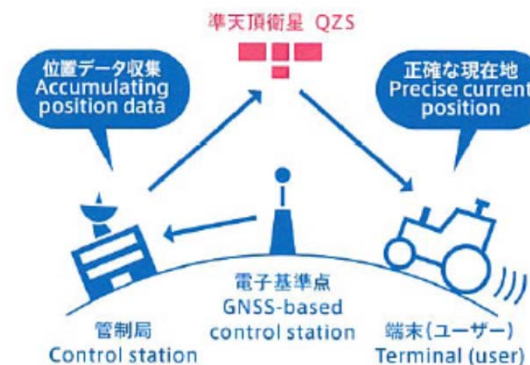 準天頂衛星 QZS
位置データ収集
Accumulating
position data
正確な現在地
Precise current
position
電子基準点
GNSS-based
control station
管制局
Control station
端末(ユーザー)
Terminal (user)